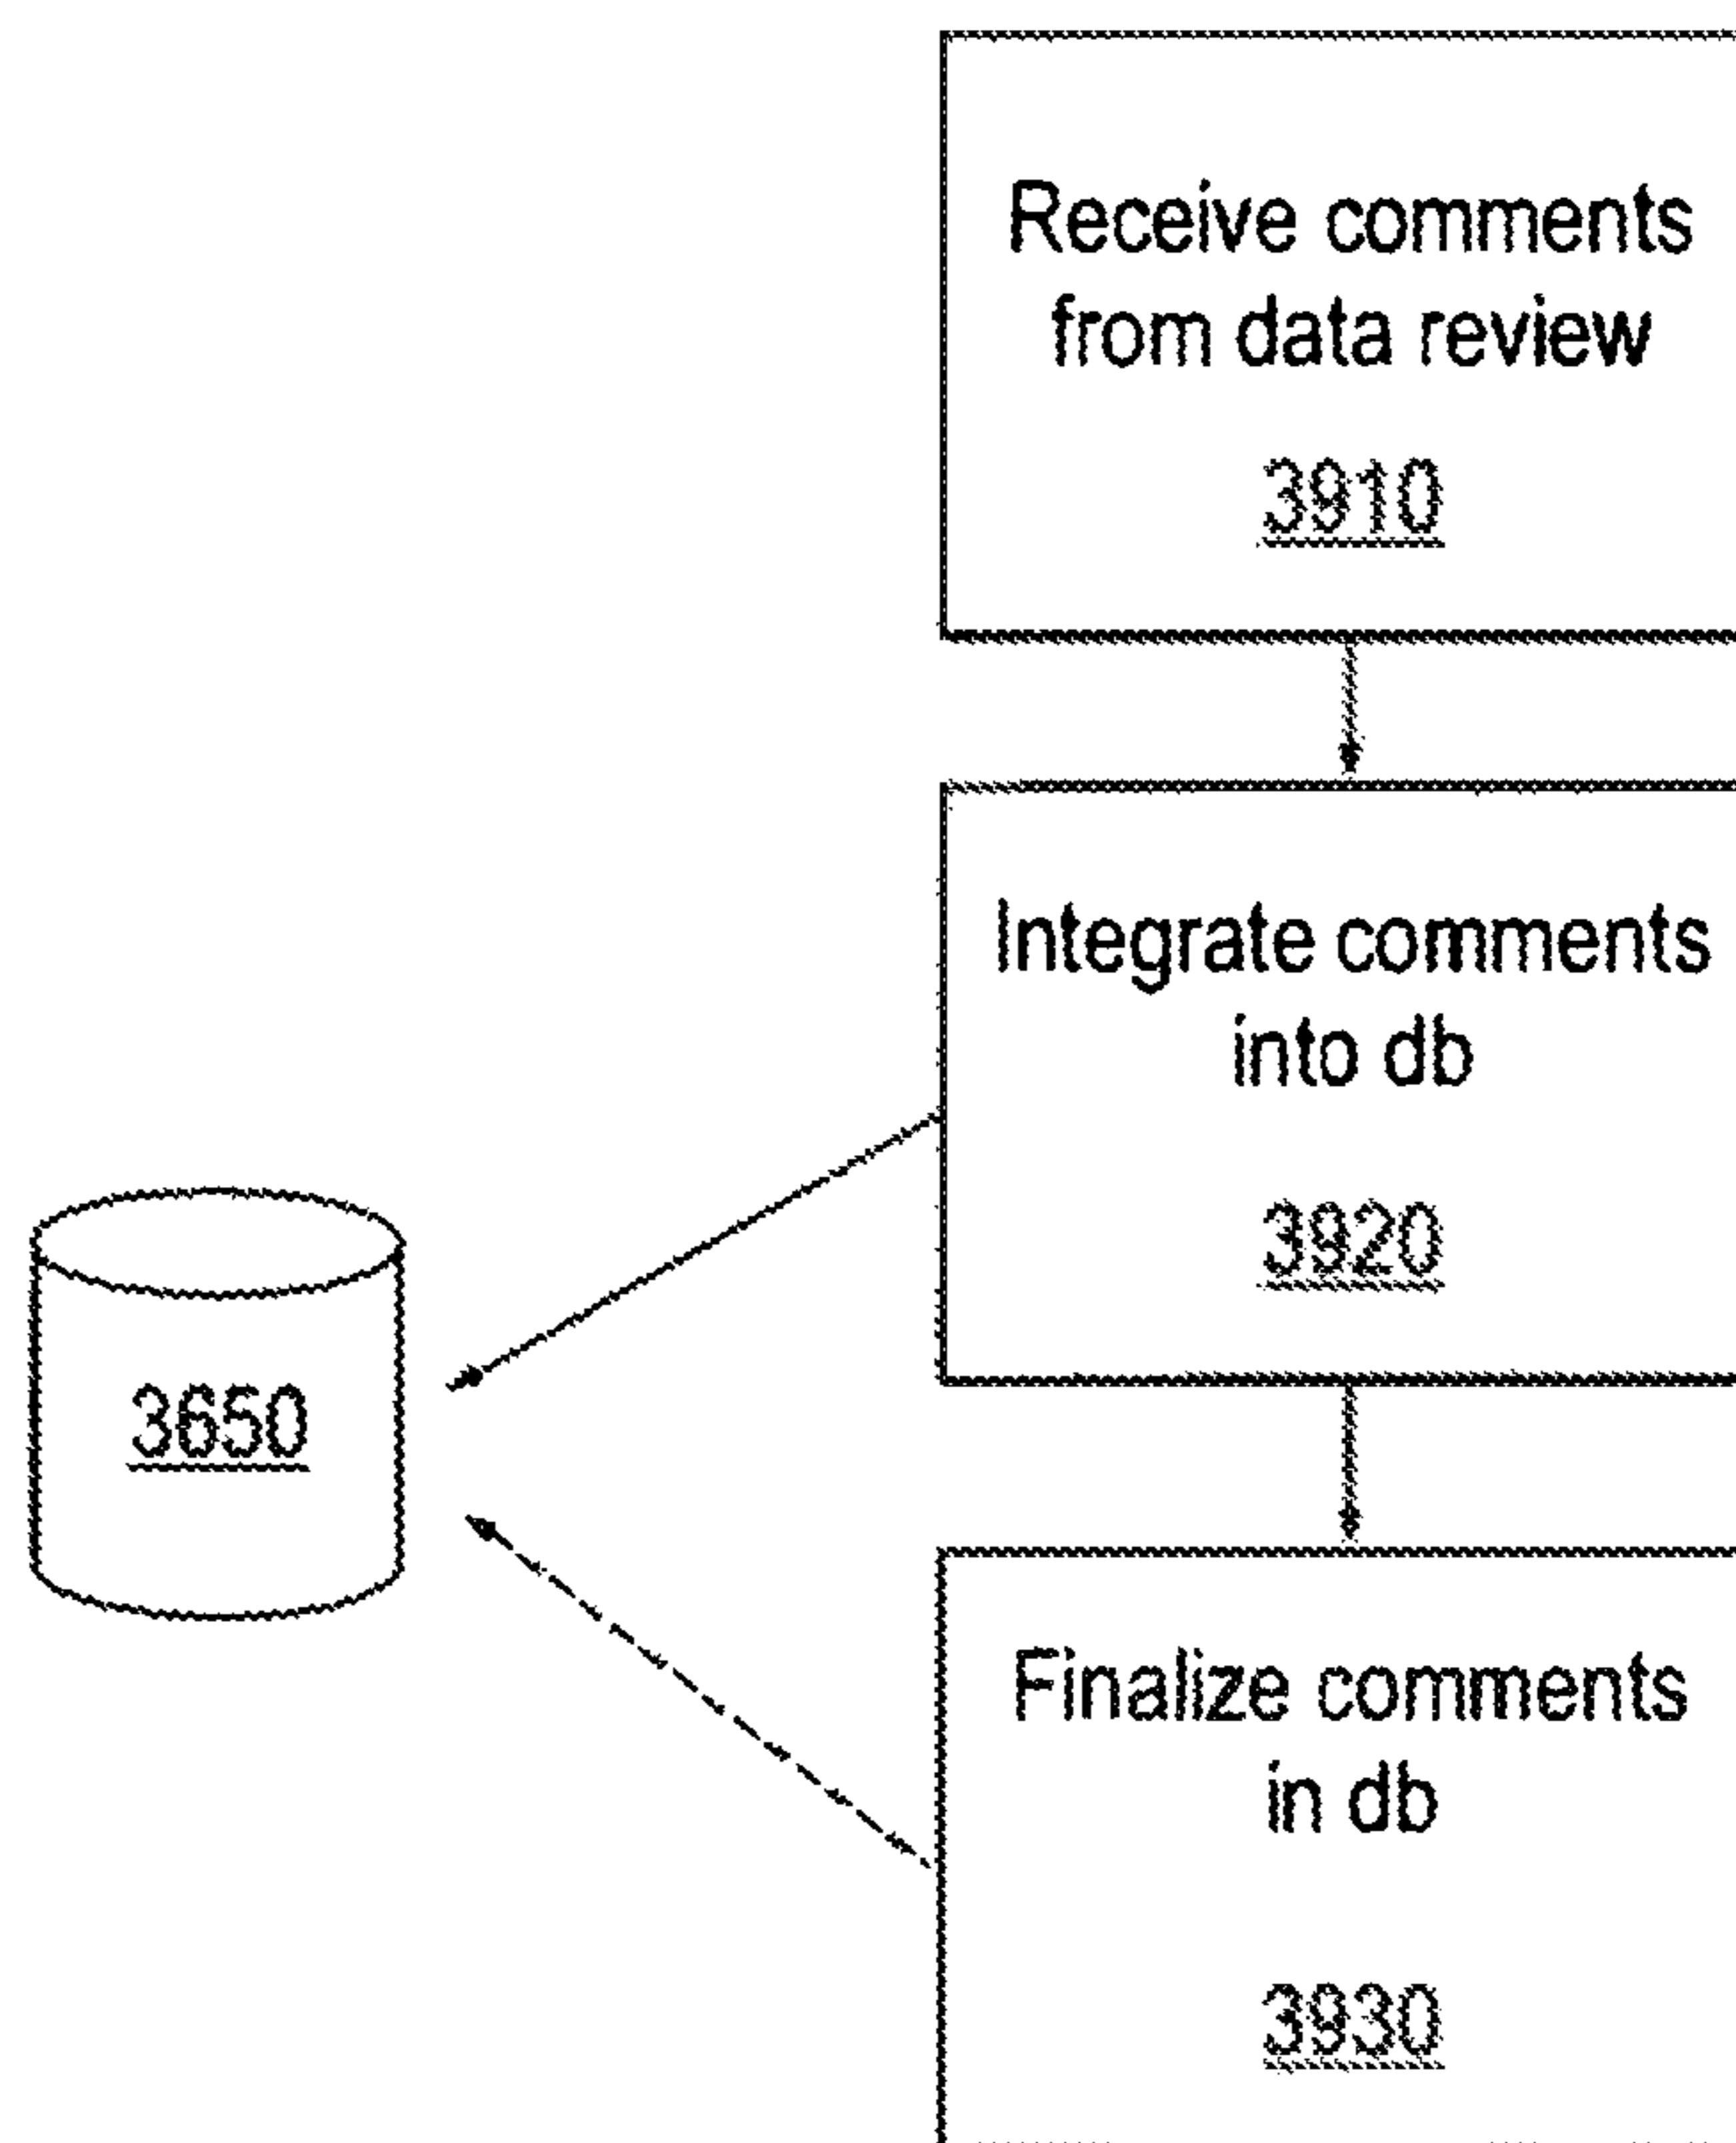 Receive comments
from data review
3910
Integrate comments
into db
3920
3650
Finalize comments
in db
3930